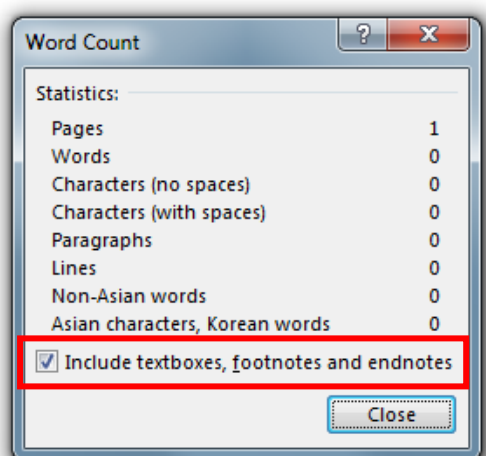 Word Count
Statistics:
Pages 1
Words 0
Characters (no spaces) 0
Characters (with spaces) 0
Paragraphs 0
Lines 0
Non-Asian words 0
Asian characters, Korean words 0
Include textboxes, footnotes and endnotes
Close